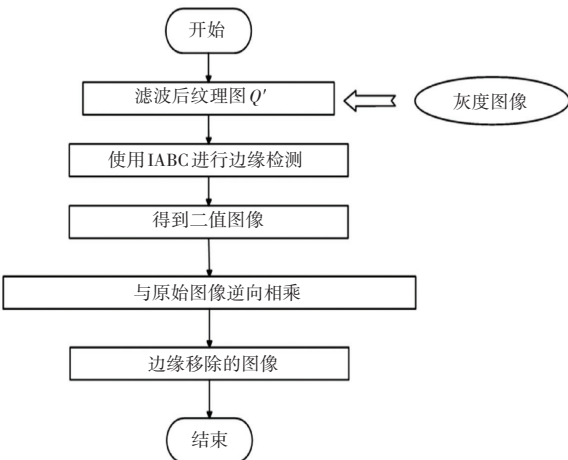 开始
滤波后纹理图Q′
灰度图像
使用IABC进行边缘检测
得到二值图像
与原始图像逆向相乘
边缘移除的图像
结束